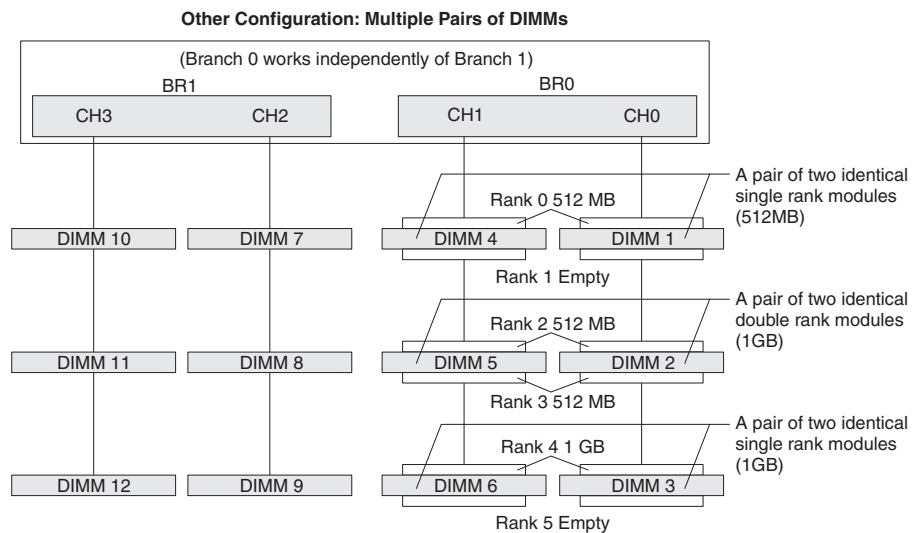 Other Configuration: Multiple Pairs of DIMMs
(Branch 0 works independently of Branch 1)
BR1
BR0
CH3
CH2
CH1
CH0
A pair of two identical
single rank modules
(512MB)
Rank 0 512 MB
DIMM 10
DIMM 7
DIMM 4
DIMM 1
Rank 1 Empty
A pair of two identical
double rank modules
(1GB)
Rank 2 512 MB
DIMM 11
DIMM 8
DIMM 5
DIMM 2
Rank 3 512 MB
A pair of two identical
single rank modules
(1GB)
Rank 4 1 GB
DIMM 12
DIMM 9
DIMM 6
DIMM 3
Rank 5 Empty